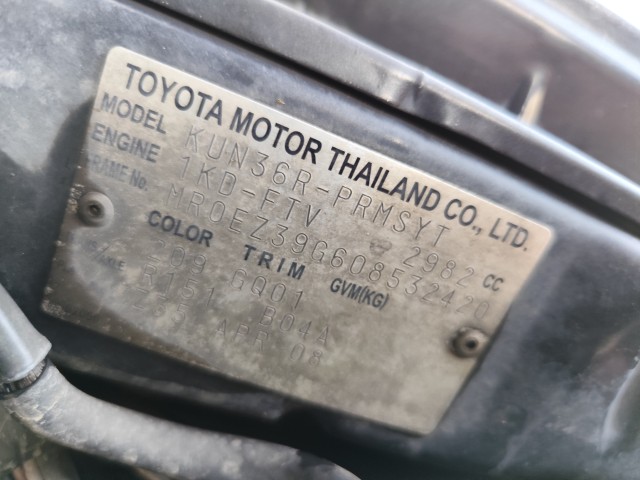 TOYOTA MOTOR THAILAND CO., LTD.
MODEL KUN36R-PRMSYT
ENGINE 1KD-FTV 2982 CC
FRAME No. MR0EZ39G608532420
COLOR TRIM GVM(KG)
GQ01
B04A
APR 08